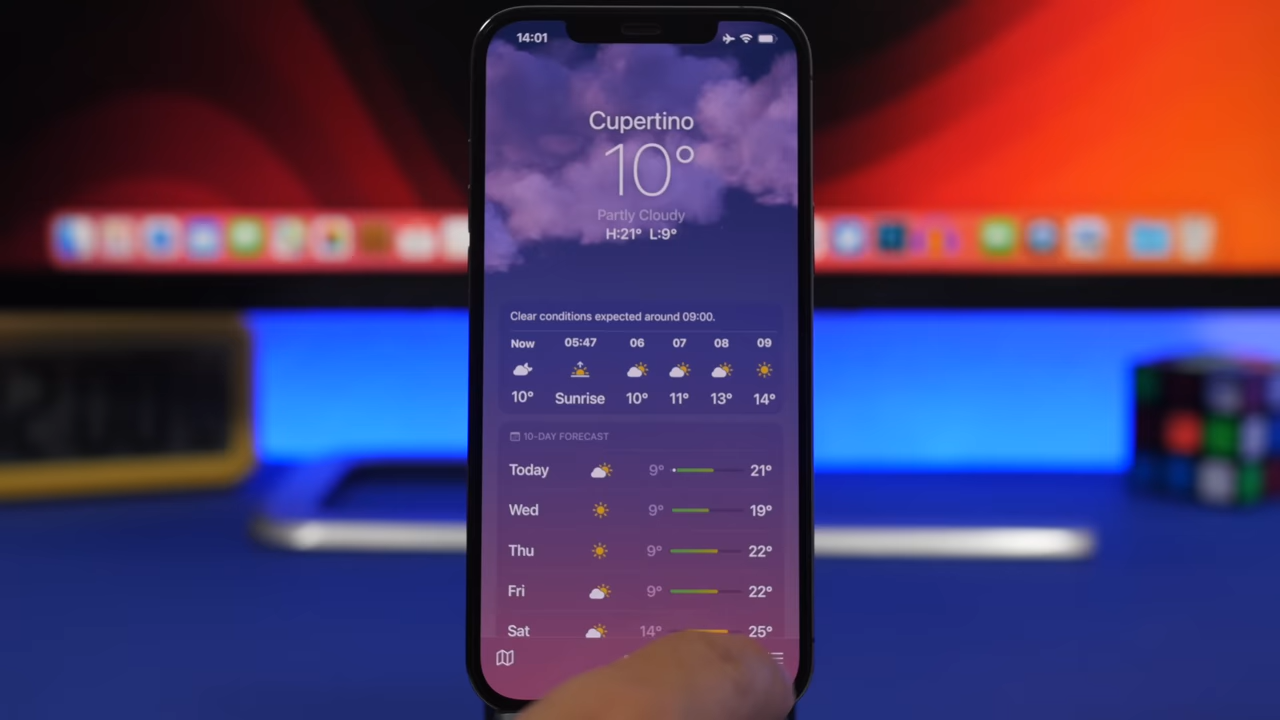 14:01
Cupertino
10°
Partly Cloudy
H:21° L:9°
Clear conditions expected around 09:00.
Now 05:47 06 07 08 09
10° Sunrise 10° 11° 13° 14°
10-DAY FORECAST
Today 9° 21°
Wed 9° 19°
Thu 9° 22°
Fri 9° 22°
Sat 14° 25°